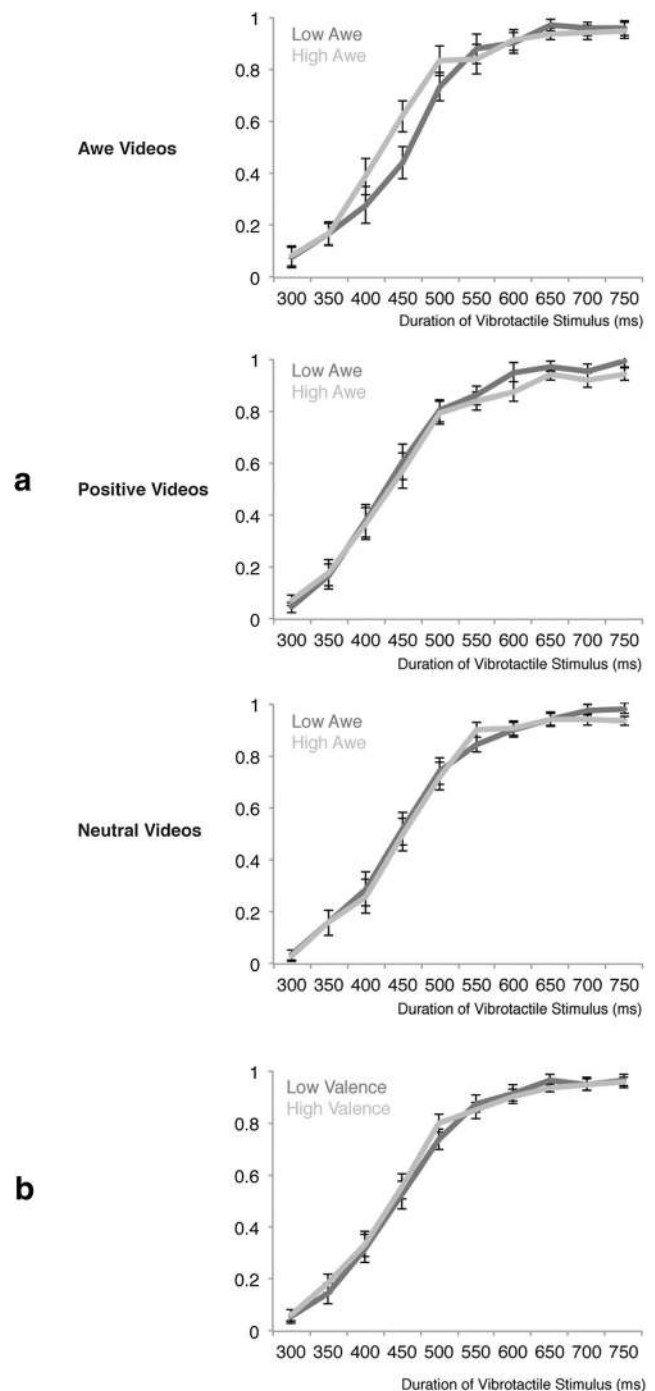 Low Awe
High Awe
Awe Videos
1
0.8
0.6
0.4
0.2
0
300 350 400 450 500 550 600 650 700 750
Duration of Vibrotactile Stimulus (ms)
a
Low Awe
High Awe
Positive Videos
1
0.8
0.6
0.4
0.2
0
300 350 400 450 500 550 600 650 700 750
Duration of Vibrotactile Stimulus (ms)
Low Awe
High Awe
Neutral Videos
1
0.8
0.6
0.4
0.2
0
300 350 400 450 500 550 600 650 700 750
Duration of Vibrotactile Stimulus (ms)
b
Low Valence
High Valence
1
0.8
0.6
0.4
0.2
0
300 350 400 450 500 550 600 650 700 750
Duration of Vibrotactile Stimulus (ms)